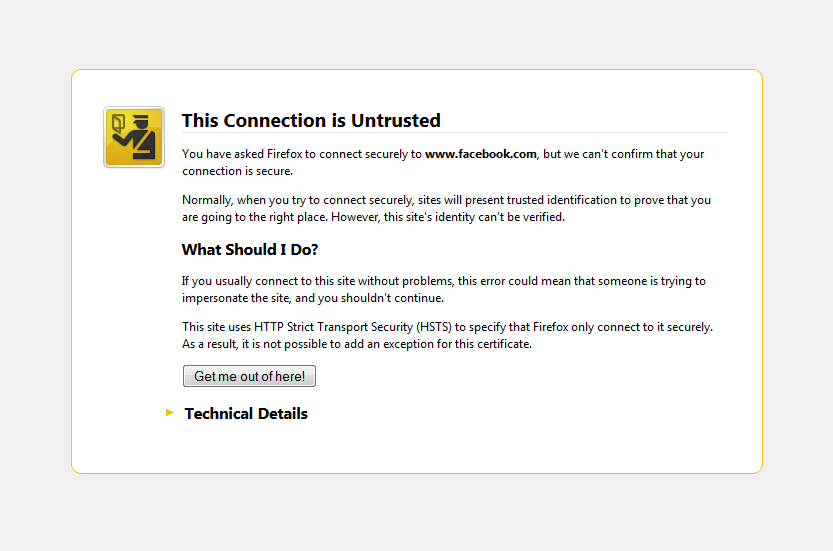 This Connection is Untrusted
You have asked Firefox to connect securely to www.facebook.com, but we can't confirm that your
connection is secure.
Normally, when you try to connect securely, sites will present trusted identification to prove that you
are going to the right place. However, this site's identity can't be verified.
What Should I Do?
If you usually connect to this site without problems, this error could mean that someone is trying to
impersonate the site, and you shouldn't continue.
This site uses HTTP Strict Transport Security (HSTS) to specify that Firefox only connect to it securely.
As a result, it is not possible to add an exception for this certificate.
Get me out of here!
Technical Details